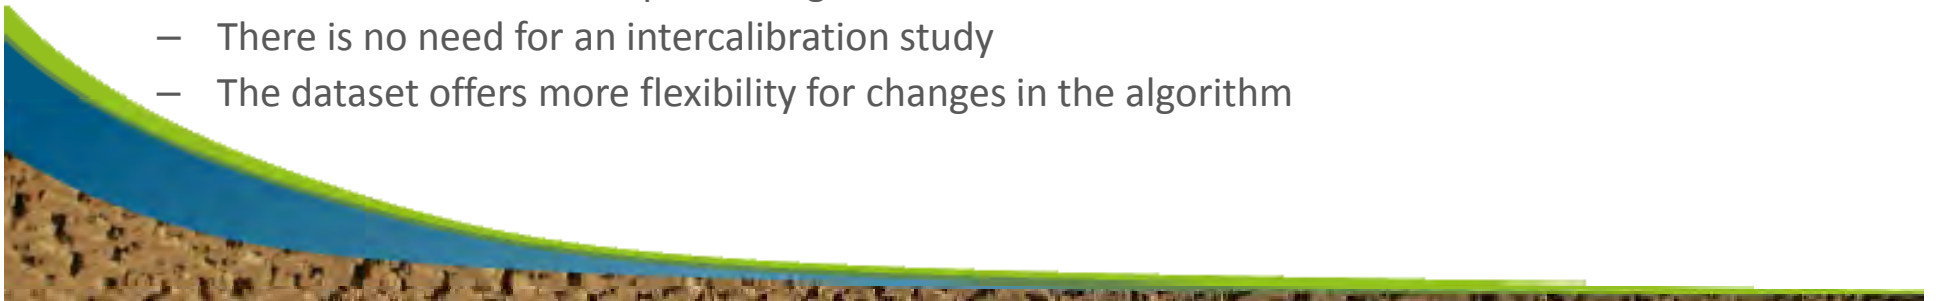 – There is no need for an intercalibration study
– The dataset offers more flexibility for changes in the algorithm